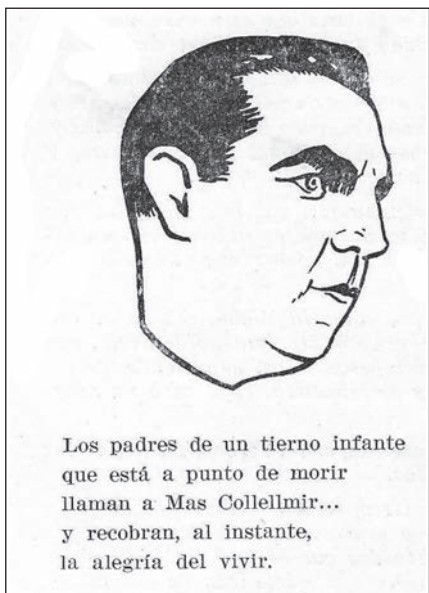 Los padres de un tierno infante
que está a punto de morir
llaman a Mas Collellmir...
y recobran, al instante,
la alegría del vivir.